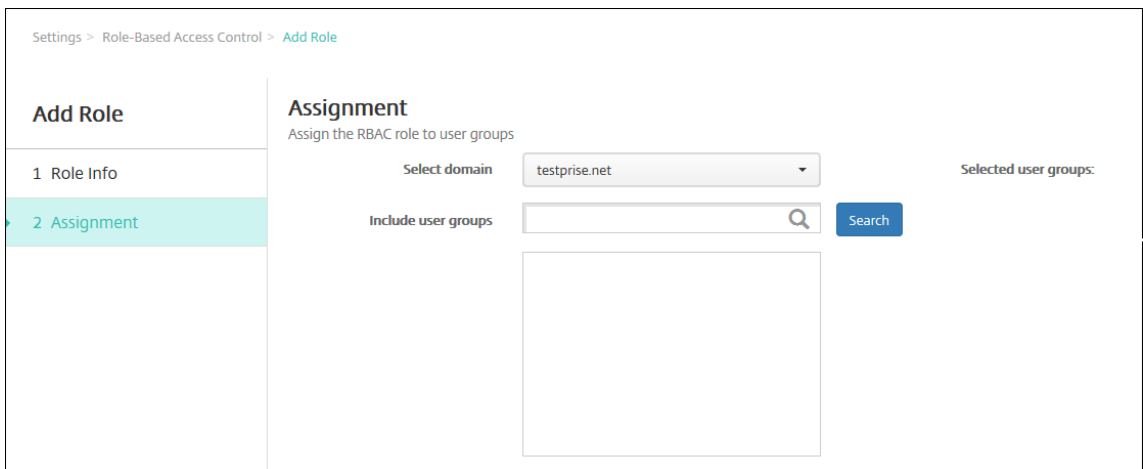 Settings > Role-Based Access Control > Add Role
Add Role
1 Role Info
2 Assignment
Assignment
Assign the RBAC role to user groups
Select domain
testprise.net
Selected user groups:
Include user groups
Search